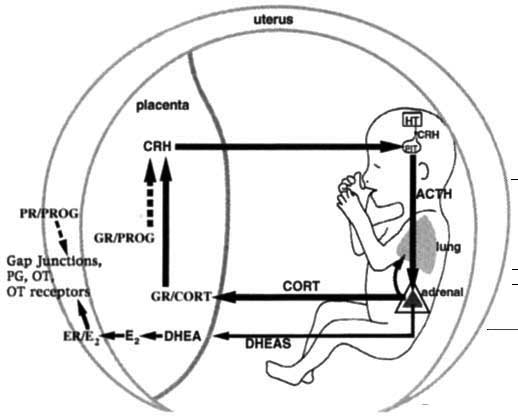 uterus
placenta
HT
CRH
PIT
CRH
ACTH
PR/PROG
GR/PROG
lung
Gap Junctions,
PG, OT,
OT receptors
CORT
GR/CORT
adrenal
ER/E2
E2
DHEA
DHEAS